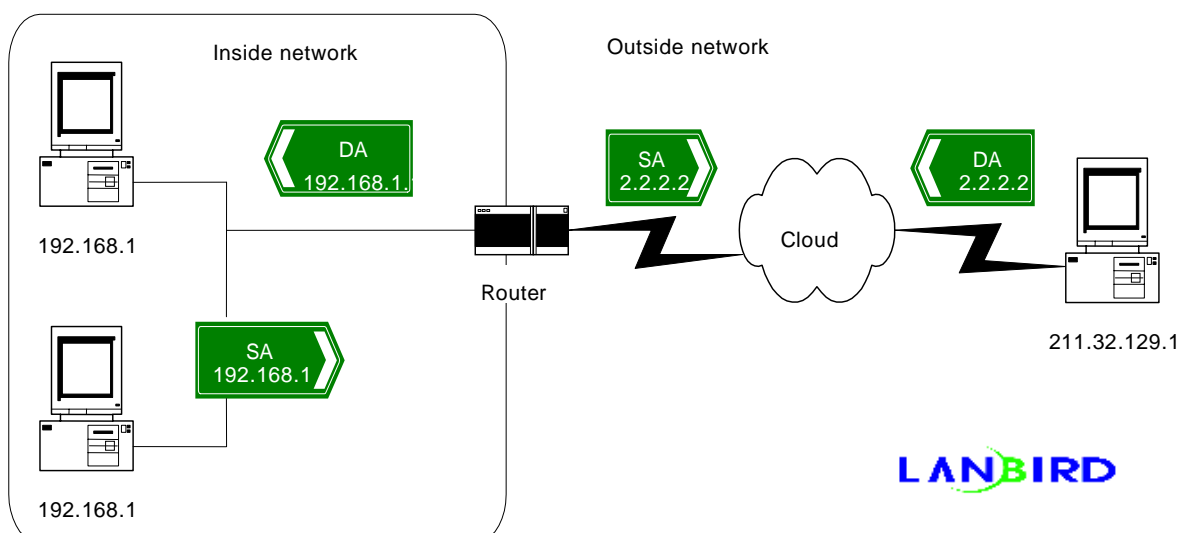 Inside network
Outside network
DA
192.168.1.
SA
2.2.2.2
DA
2.2.2.2
192.168.1
Cloud
Router
SA
192.168.1
211.32.129.1
LANBIRD
192.168.1